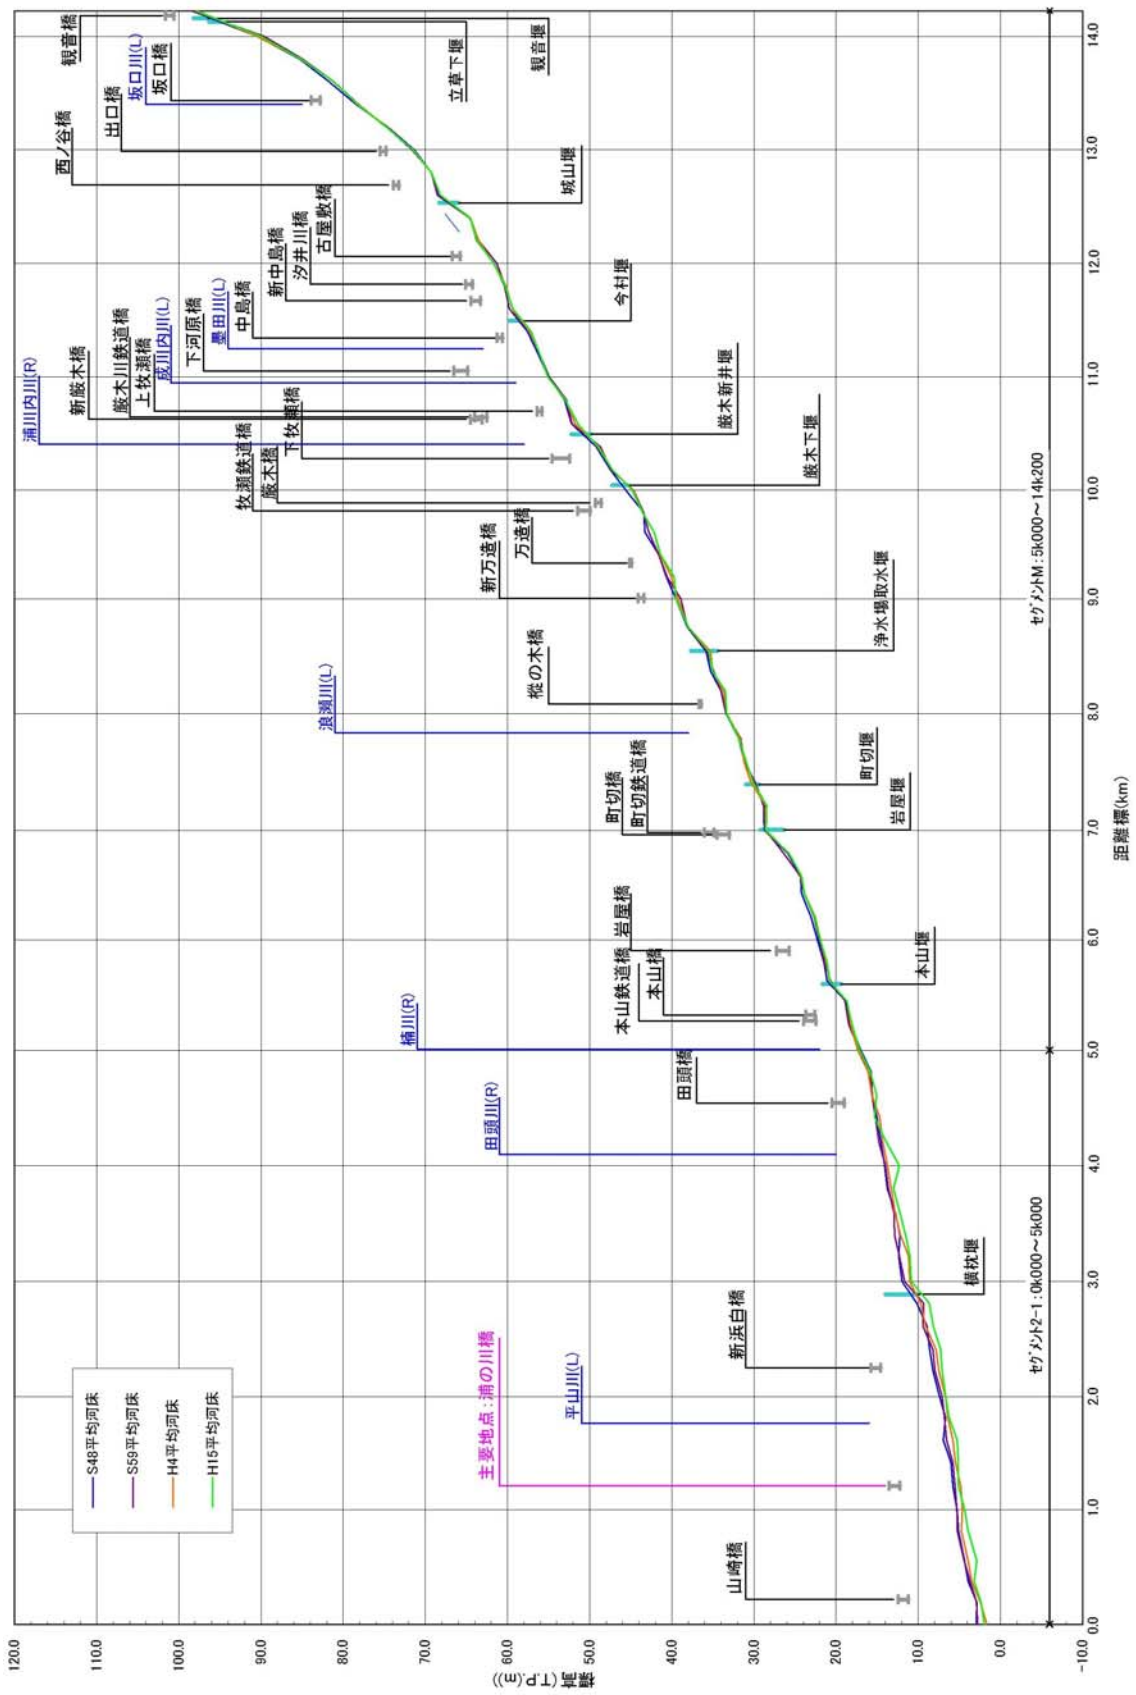 120.0
110.0
100.0
90.0
80.0
70.0
60.0
50.0
40.0
30.0
20.0
10.0
0.0
-10.0
標高(T.P.(m))
S48平均河床
S59平均河床
H4平均河床
H15平均河床
山崎橋
主要地点:浦の川橋
平山川(L)
新浜白橋
横枕堰
田頭川(R)
田頭橋
楠川(R)
本山鉄道橋
本山橋
本山堰
岩屋橋
町切橋
町切鉄道橋
岩屋堰
町切堰
浪瀬川(L)
樅の木橋
浄水場取水堰
新万造橋
万造橋
牧瀬鉄道橋
厳木橋
下牧瀬橋
厳木下堰
浦川内川(R)
厳木新井堰
新厳木橋
厳木川鉄道橋
上牧瀬橋
成川内川(L)
下河原橋
墨田川(L)
中島橋
今村堰
新中島橋
汐井川橋
古屋敷橋
城山堰
西ノ谷橋
出口橋
坂口川(L)
坂口橋
立草下堰
観音堰
観音橋
セグメント2-1:0k000～5k000
セグメントM:5k000～14k200
0.0
1.0
2.0
3.0
4.0
5.0
6.0
7.0
8.0
9.0
10.0
11.0
12.0
13.0
14.0
距離標(km)